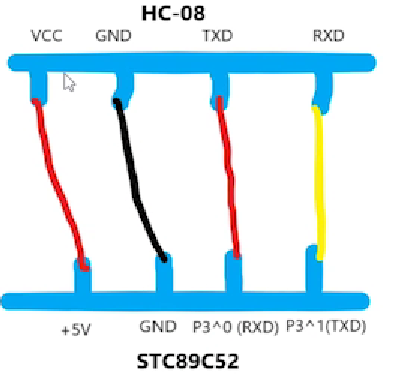 HC-08
VCC GND TXD RXD
+5V GND P3^0 (RXD) P3^1(TXD)
STC89C52